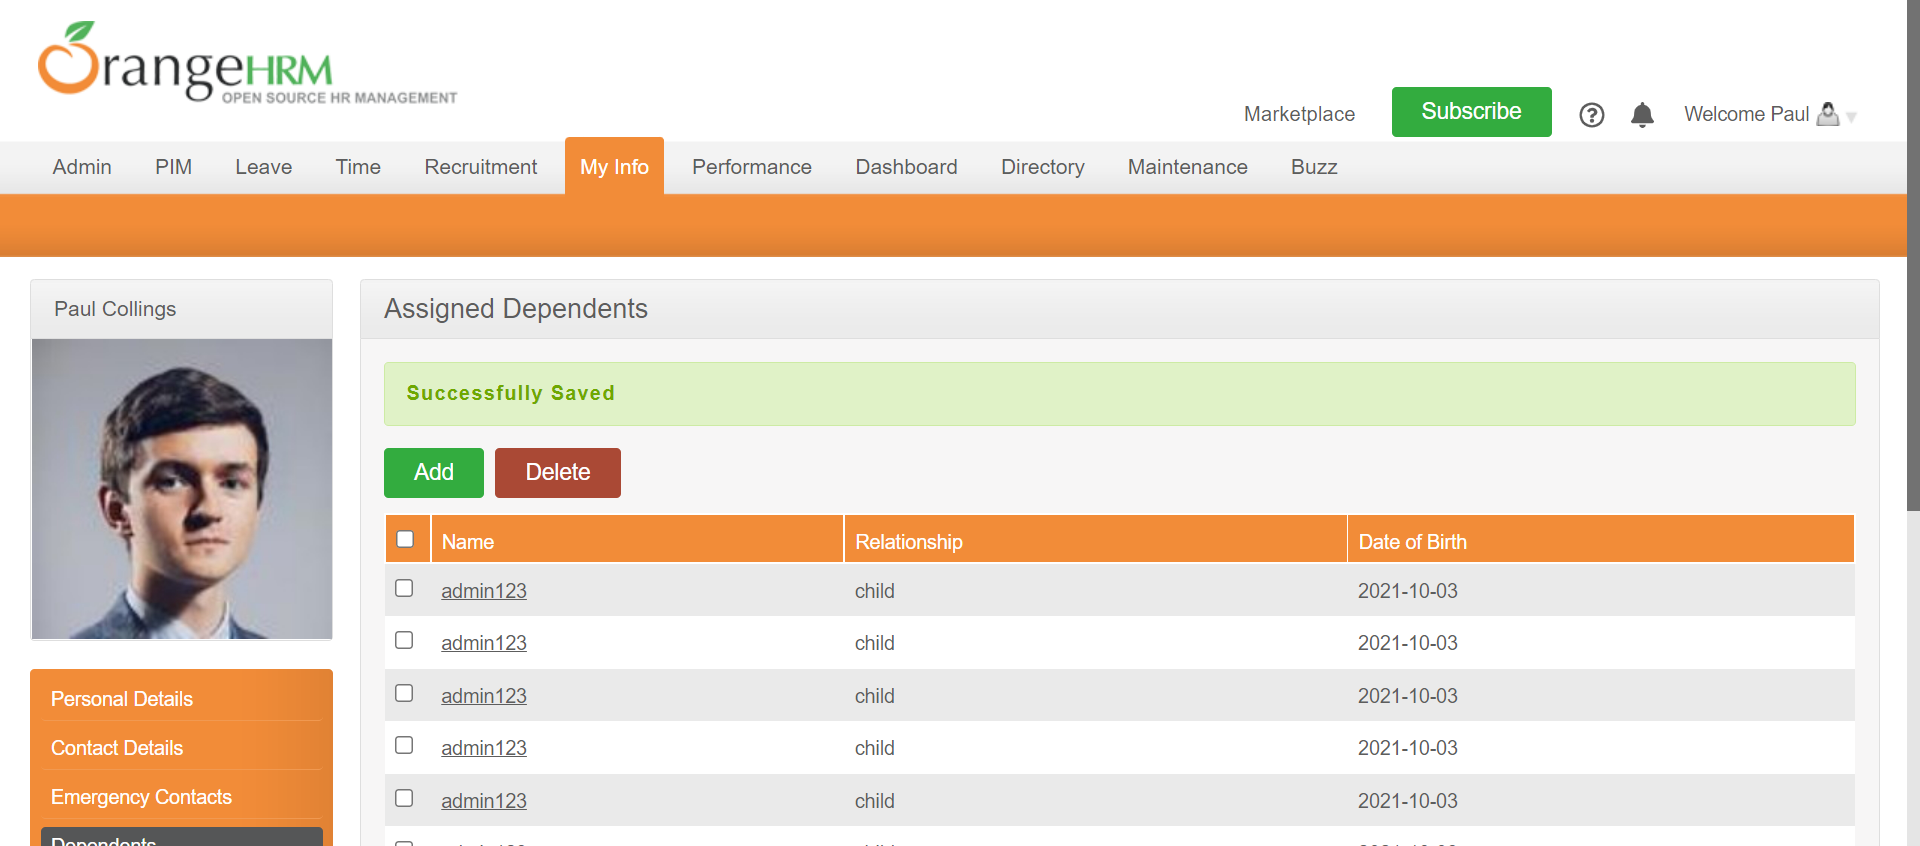 OrangeHRM
OPEN SOURCE HR MANAGEMENT
Marketplace
Subscribe
Welcome Paul
Admin PIM Leave Time Recruitment My Info Performance Dashboard Directory Maintenance Buzz
Paul Collings
Assigned Dependents
Successfully Saved
Add Delete
Name Relationship Date of Birth
admin123 child 2021-10-03
admin123 child 2021-10-03
admin123 child 2021-10-03
admin123 child 2021-10-03
admin123 child 2021-10-03
Personal Details
Contact Details
Emergency Contacts
Dependents